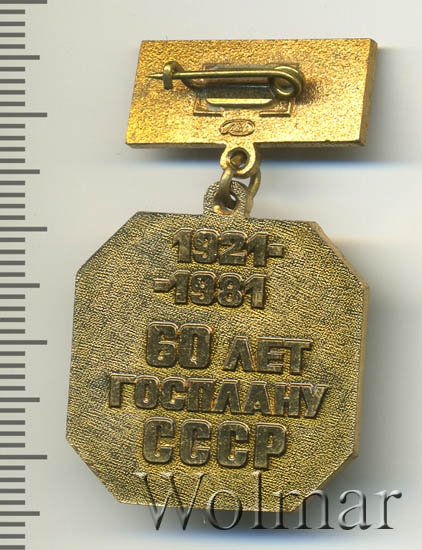 1921-
-1981
60 ЛЕТ
ГОСПЛАНУ
СССР
Wolmar